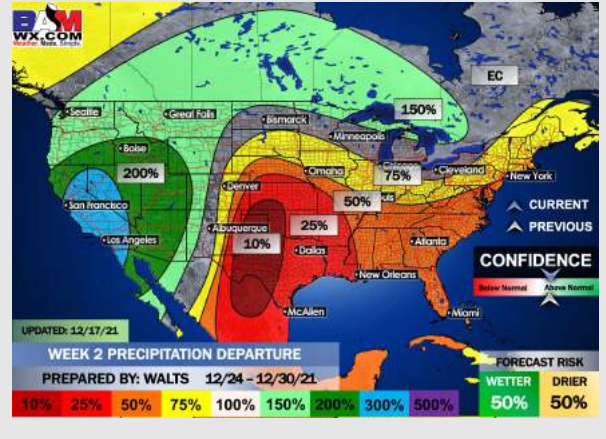 BAM
WX.COM
Weather. Made. Simple.
EC
150%
Seattle
Great Falls
Bismarck
Minneapolis
Boise
200%
Omaha
75%
Cleveland
New York
Denver
50%
San Francisco
CURRENT
Albuquerque
25%
PREVIOUS
Los Angeles
10%
Dallas
Atlanta
CONFIDENCE
New Orleans
Below Normal Above Normal
McAllen
Miami
UPDATED: 12/17/21
WEEK 2 PRECIPITATION DEPARTURE
FORECAST RISK
PREPARED BY: WALTS 12/24 - 12/30/21
WETTER DRIER
50% 50%
10% 25% 50% 75% 100% 150% 200% 300% 500%